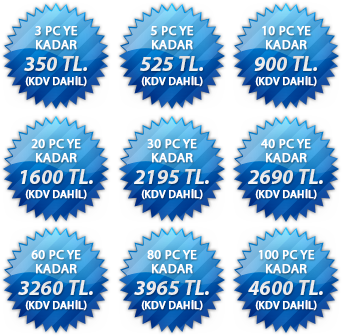 3 PC YE
KADAR
350 TL.
(KDV DAHİL)
5 PC YE
KADAR
525 TL.
(KDV DAHİL)
10 PC YE
KADAR
900 TL.
(KDV DAHİL)
20 PC YE
KADAR
1600 TL.
(KDV DAHİL)
30 PC YE
KADAR
2195 TL.
(KDV DAHİL)
40 PC YE
KADAR
2690 TL.
(KDV DAHİL)
60 PC YE
KADAR
3260 TL.
(KDV DAHİL)
80 PC YE
KADAR
3965 TL.
(KDV DAHİL)
100 PC YE
KADAR
4600 TL.
(KDV DAHİL)